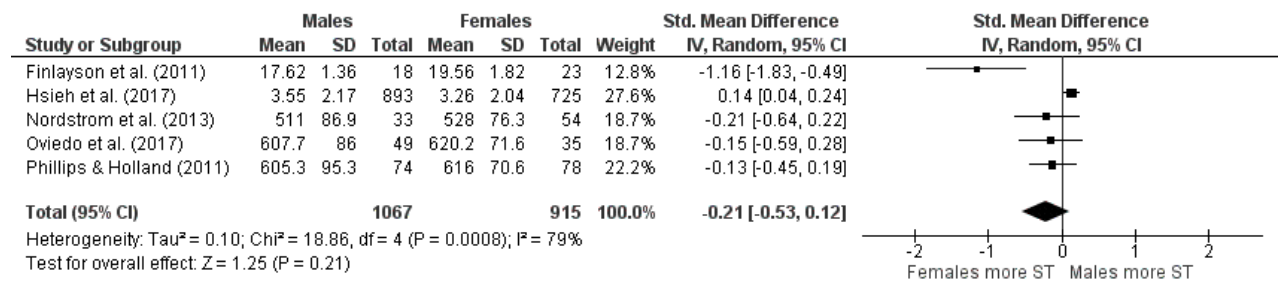 Males Females Std. Mean Difference Std. Mean Difference
Study or Subgroup Mean SD Total Mean SD Total Weight IV, Random, 95% CI IV, Random, 95% CI
Finlayson et al. (2011) 17.62 1.36 18 19.56 1.82 23 12.8% -1.16 [-1.83, -0.49]
Hsieh et al. (2017) 3.55 2.17 893 3.26 2.04 725 27.6% 0.14 [0.04, 0.24]
Nordstrom et al. (2013) 511 86.9 33 528 76.3 54 18.7% -0.21 [-0.64, 0.22]
Oviedo et al. (2017) 607.7 86 49 620.2 71.6 35 18.7% -0.15 [-0.59, 0.28]
Phillips & Holland (2011) 605.3 95.3 74 616 70.6 78 22.2% -0.13 [-0.45, 0.19]
Total (95% CI) 1067 915 100.0% -0.21 [-0.53, 0.12]
Heterogeneity: Tau² = 0.10; Chi² = 18.86, df = 4 (P = 0.0008); I² = 79%
Test for overall effect: Z = 1.25 (P = 0.21)
-2 -1 0 1 2
Females more ST Males more ST